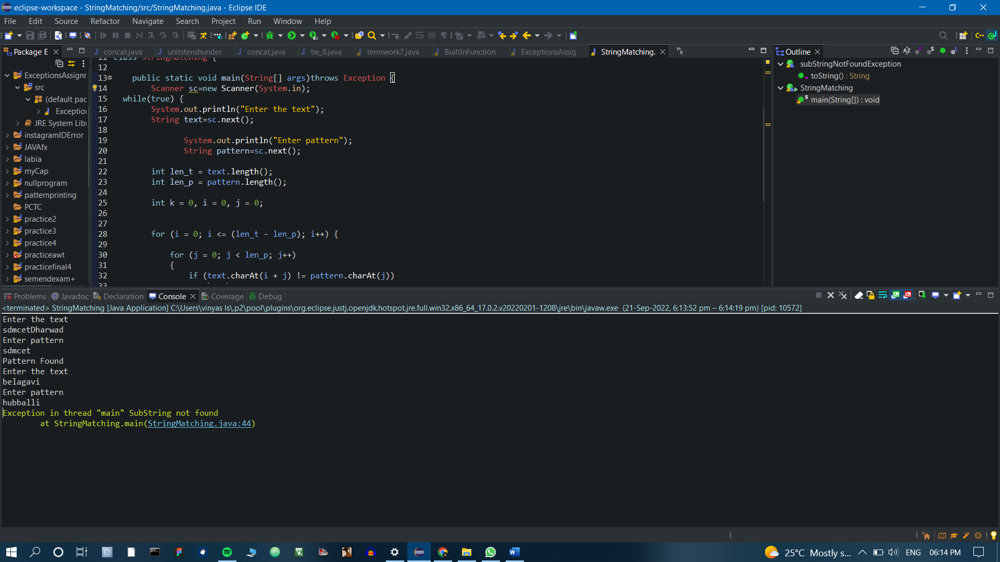 eclipse-workspace - StringMatching/src/StringMatching.java - Eclipse IDE
File Edit Source Refactor Navigate Search Project Run Window Help
Package E
concat.java unitstenshunder concat.java tw_8.java termwork7.java BuiltInFunction ExceptionsAssig StringMatching. »6
Outline
ExceptionsAssignr
src
(default pac
Exception
JRE System Libr
instagramIDError
JAVAfx
labia
myCap
nullprogram
patternprinting
PCTC
practice2
practice3
practice4
practiceawt
practicefinal4
semendexam+
11 class StringMatching {
12
13 public static void main(String[] args)throws Exception {
14 Scanner sc=new Scanner(System.in);
15 while(true) {
16 System.out.println("Enter the text");
17 String text=sc.next();
18
19 System.out.println("Enter pattern");
20 String pattern=sc.next();
21
22 int len_t = text.length();
23 int len_p = pattern.length();
24
25 int k = 0, i = 0, j = 0;
26
27
28 for (i = 0; i <= (len_t - len_p); i++) {
29
30 for (j = 0; j < len_p; j++)
31 {
32 if (text.charAt(i + j) != pattern.charAt(j))
33
subStringNotFoundException
toString() : String
StringMatching
main(String[]) : void
Problems Javadoc Declaration Console Coverage Debug
<terminated> StringMatching [Java Application] C:\Users\vinyas ls\.p2\pool\plugins\org.eclipse.justj.openjdk.hotspot.jre.full.win32.x86_64_17.0.2.v20220201-1208\jre\bin\javaw.exe (21-Sep-2022, 6:13:52 pm – 6:14:19 pm) [pid: 10572]
Enter the text
sdmcetDharwad
Enter pattern
sdmcet
Pattern Found
Enter the text
belagavi
Enter pattern
hubballi
Exception in thread "main" SubString not found
at StringMatching.main(StringMatching.java:44)
25°C Mostly s... ENG 06:14 PM